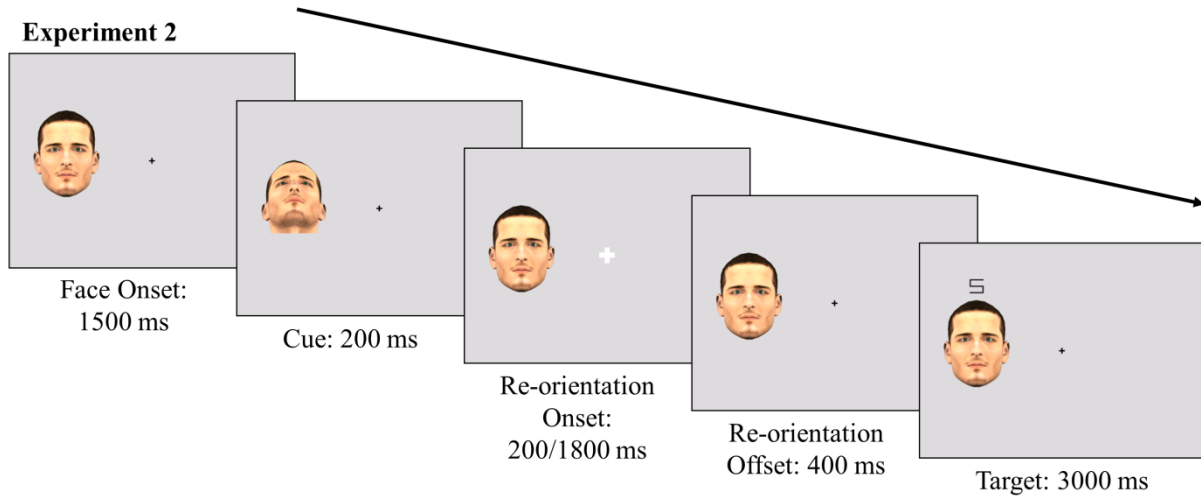 Experiment 2
Face Onset:
1500 ms
Cue: 200 ms
Re-orientation
Onset:
200/1800 ms
Re-orientation
Offset: 400 ms
S
Target: 3000 ms